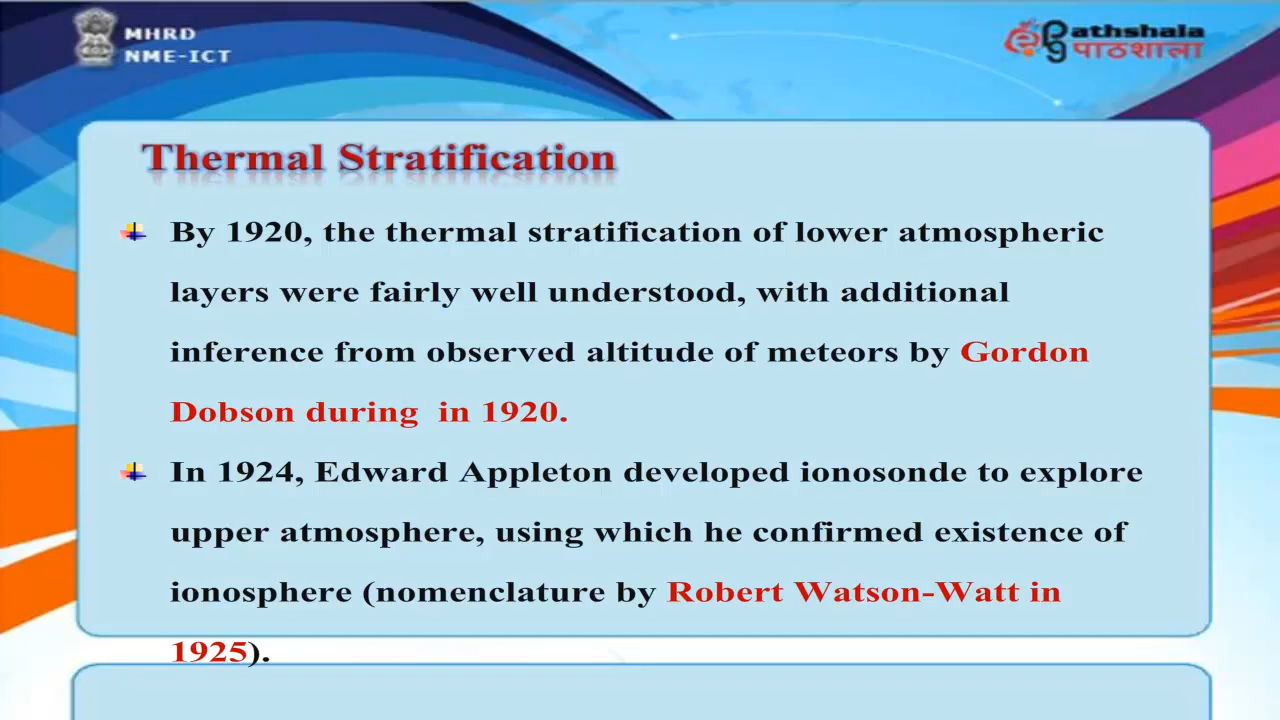 MHRD
NME-ICT
athshala
पाठशाला
Thermal Stratification
By 1920, the thermal stratification of lower atmospheric
layers were fairly well understood, with additional
inference from observed altitude of meteors by Gordon
Dobson during in 1920.
In 1924, Edward Appleton developed ionosonde to explore
upper atmosphere, using which he confirmed existence of
ionosphere (nomenclature by Robert Watson-Watt in
1925).